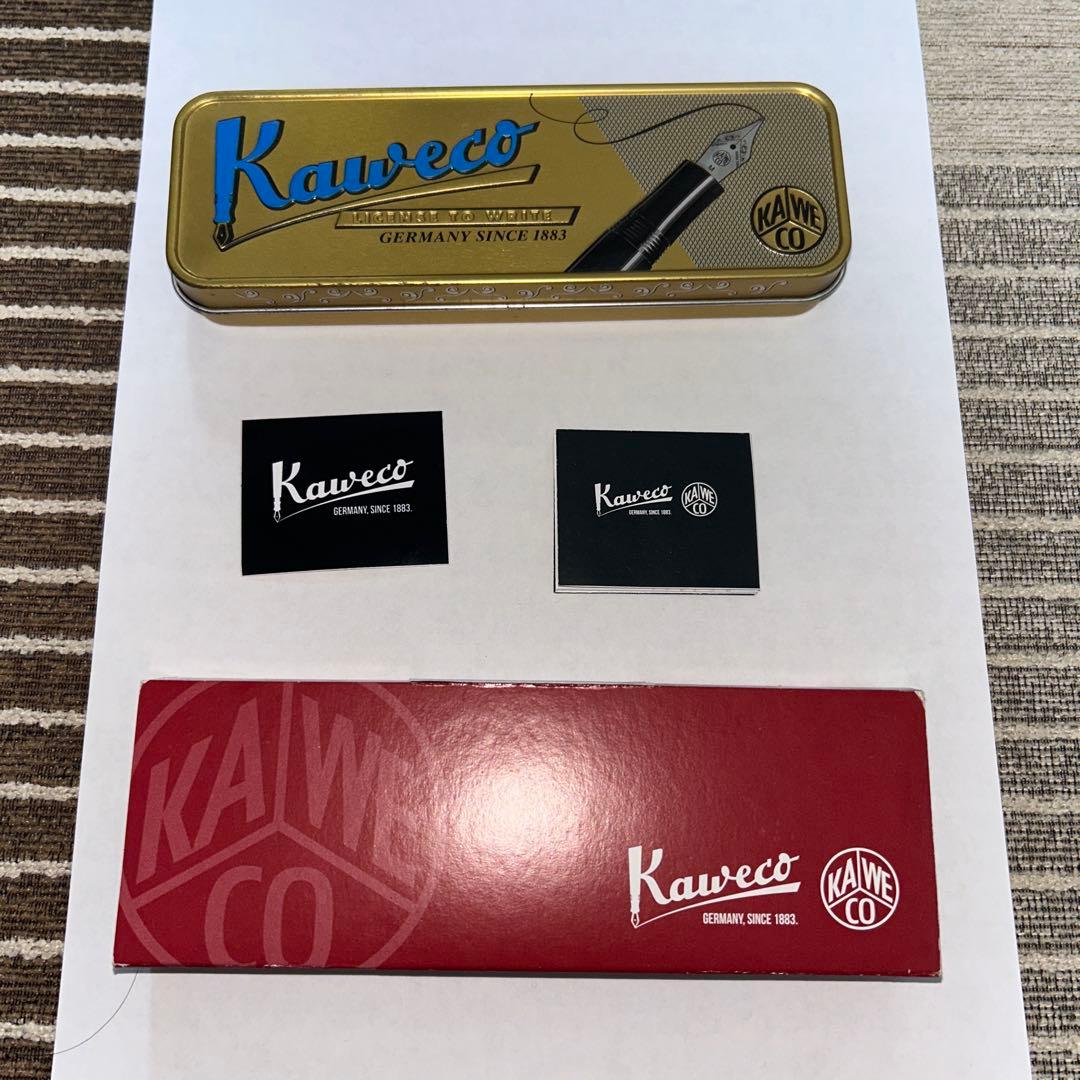 Kaweco
LICENSE TO WRITE
GERMANY SINCE 1883
KA WE
CO
Kaweco
GERMANY, SINCE 1883.
Kaweco
GERMANY, SINCE 1883.
KA WE
CO
KA WE
CO
Kaweco
GERMANY, SINCE 1883.
KA WE
CO